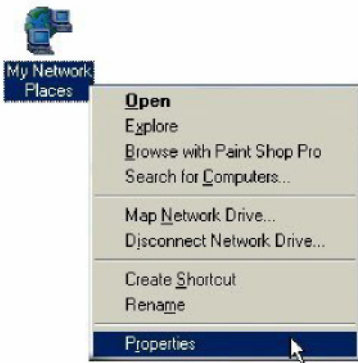 My Network
Places
Open
Explore
Browse with Paint Shop Pro
Search for Computers...
Map Network Drive...
Disconnect Network Drive...
Create Shortcut
Rename
Properties